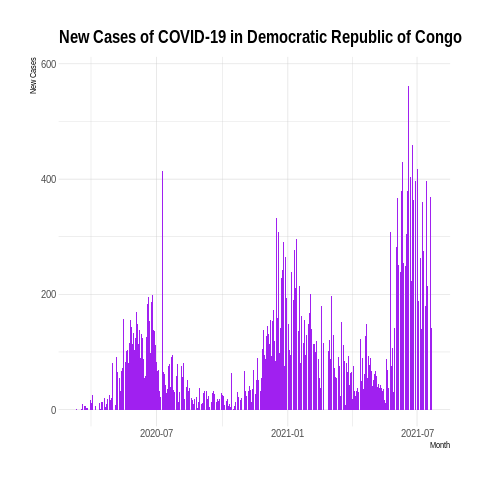 New Cases of COVID-19 in Democratic Republic of Congo
New Cases
600
400
200
0
2020-07
2021-01
2021-07
Month